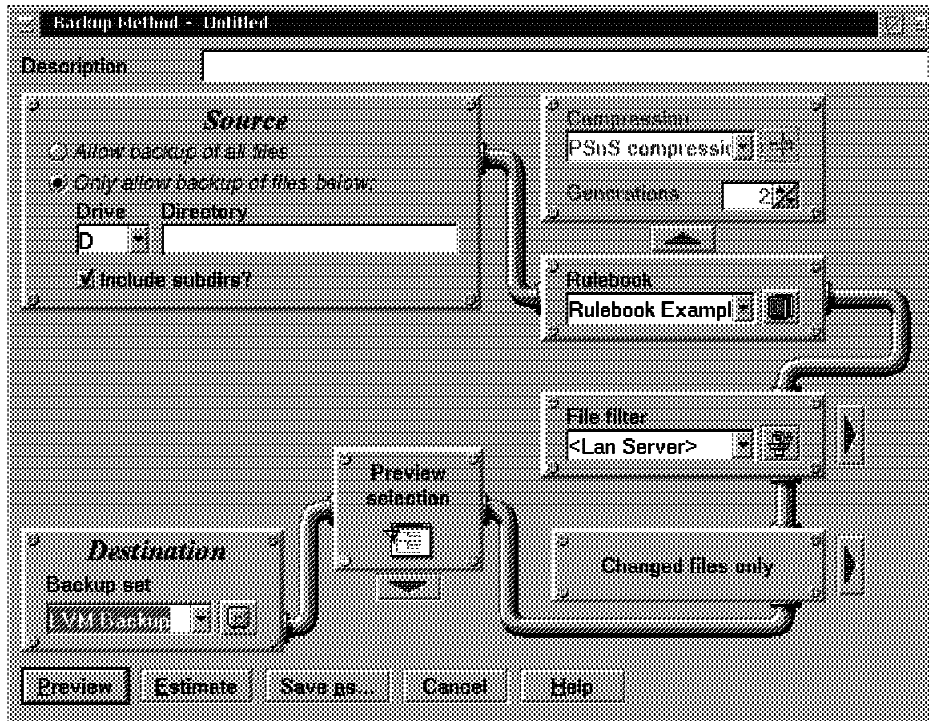 Backup Method - Untitled
Description
Source
Allow backup of all files
Only allow backup of files below:
Drive Directory
D
Include subdirs?
Compression
PSnS compressic
Generations
2
Rulebook
Rulebook Exampl
File filter
<Lan Server>
Changed files only
Preview
selection
Destination
Backup set
LVM Backup
Preview Estimate Save as... Cancel Help